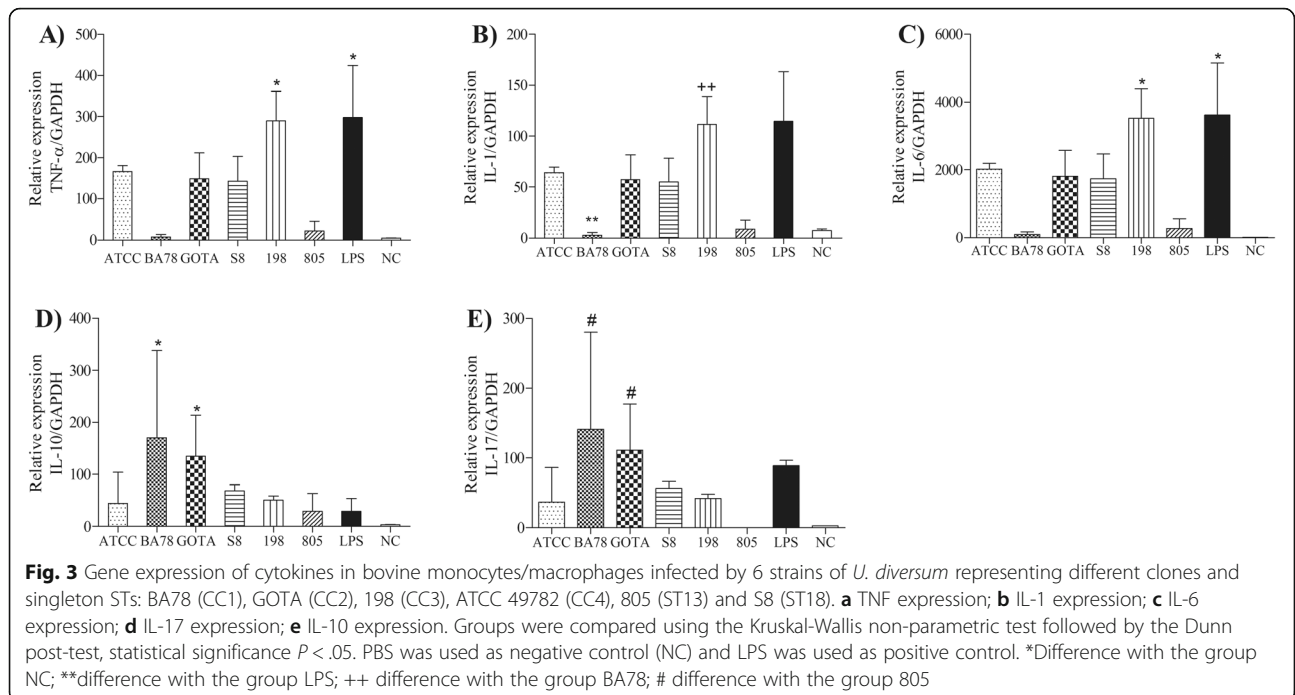 A)
Relative expression
TNF-α/GAPDH
500
400
300
200
100
0
*
*
ATCC BA78 GOTA S8 198 805 LPS NC
B)
Relative expression
IL-1/GAPDH
200
150
100
50
0
**
++
ATCC BA78 GOTA S8 198 805 LPS NC
C)
Relative expression
IL-6/GAPDH
6000
4000
2000
0
*
*
ATCC BA78 GOTA S8 198 805 LPS NC
D)
Relative expression
IL-10/GAPDH
400
300
200
100
0
*
*
ATCC BA78 GOTA S8 198 805 LPS NC
E)
Relative expression
IL-17/GAPDH
300
200
100
0
#
#
ATCC BA78 GOTA S8 198 805 LPS NC
Fig. 3 Gene expression of cytokines in bovine monocytes/macrophages infected by 6 strains of U. diversum representing different clones and
singleton STs: BA78 (CC1), GOTA (CC2), 198 (CC3), ATCC 49782 (CC4), 805 (ST13) and S8 (ST18). a TNF expression; b IL-1 expression; c IL-6
expression; d IL-17 expression; e IL-10 expression. Groups were compared using the Kruskal-Wallis non-parametric test followed by the Dunn
post-test, statistical significance P < .05. PBS was used as negative control (NC) and LPS was used as positive control. *Difference with the group
NC; **difference with the group LPS; ++ difference with the group BA78; # difference with the group 805